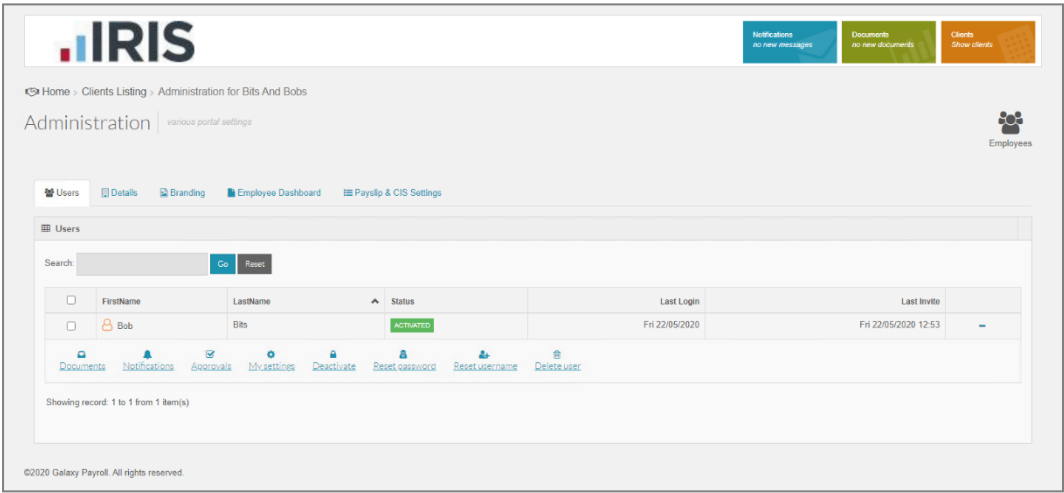 IRIS
Notifications
no new messages
Documents
no new documents
Clients
Show clients
Home > Clients Listing > Administration for Bits And Bobs
Administration various portal settings
Employees
Users Details Branding Employee Dashboard Payslip & CIS Settings
Users
Search: Go Reset
FirstName LastName Status Last Login Last Invite
Bob Bits ACTIVATED Fri 22/05/2020 Fri 22/05/2020 12:53
Documents Notifications Approvals My settings Deactivate Reset password Reset username Delete user
Showing record: 1 to 1 from 1 item(s)
©2020 Galaxy Payroll. All rights reserved.